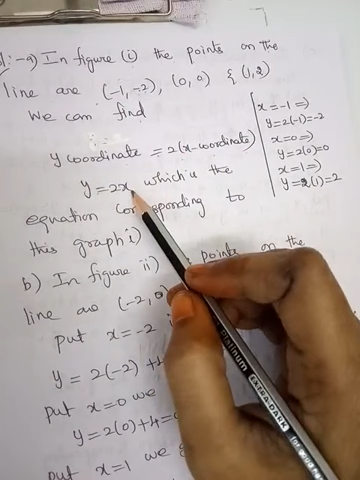 :- a) In figure (i) the points on the
line are (-1, -2), (0, 0) & (1, 2)
We can find
y coordinate = 2(x-coordinate)
y = 2x which is the
equation corresponding to
this graph i)
x = -1 =>
y = 2(-1) = -2
x = 0 =>
y = 2(0) = 0
x = 1 =>
y = 2(1) = 2
b) In figure ii) points on the
line are (-2, 0)
put x = -2
y = 2(-2) +
put x = 0 we
y = 2(0) + 4 =
put x = 1 we
Platinum EXTRA DARK